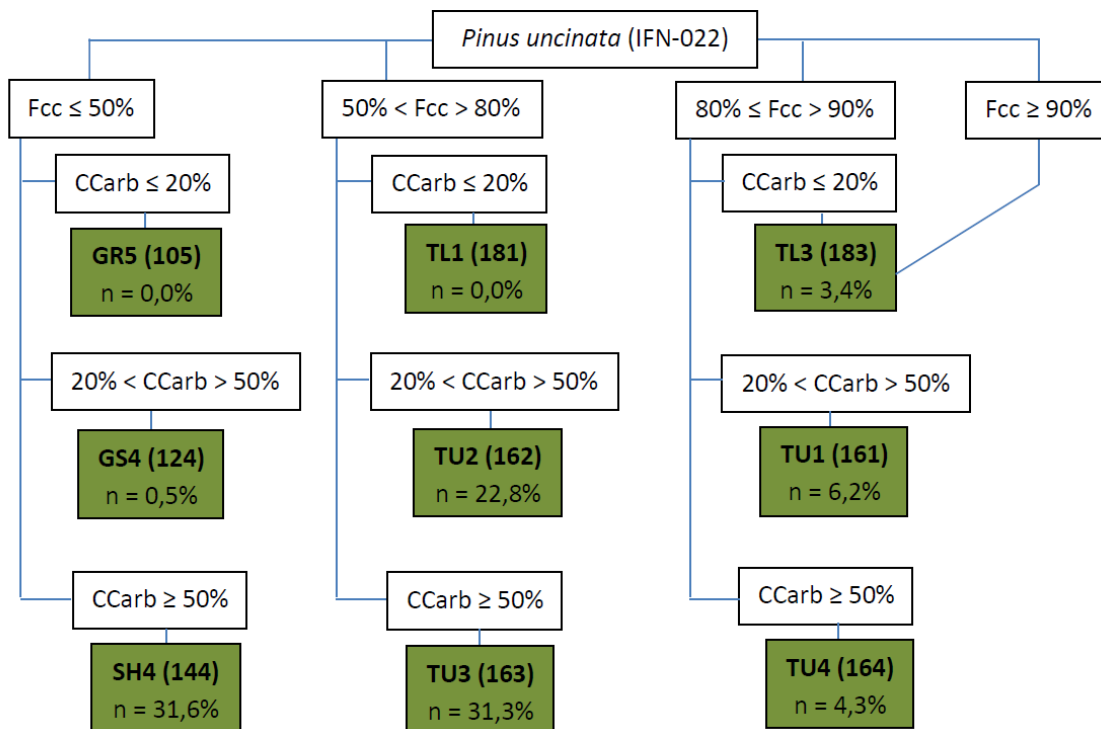 Pinus uncinata (IFN-022)
Fcc ≤ 50%
50% < Fcc > 80%
80% ≤ Fcc > 90%
Fcc ≥ 90%
CCarb ≤ 20%
CCarb ≤ 20%
CCarb ≤ 20%
GR5 (105)
n = 0,0%
TL1 (181)
n = 0,0%
TL3 (183)
n = 3,4%
20% < CCarb > 50%
20% < CCarb > 50%
20% < CCarb > 50%
GS4 (124)
n = 0,5%
TU2 (162)
n = 22,8%
TU1 (161)
n = 6,2%
CCarb ≥ 50%
CCarb ≥ 50%
CCarb ≥ 50%
SH4 (144)
n = 31,6%
TU3 (163)
n = 31,3%
TU4 (164)
n = 4,3%